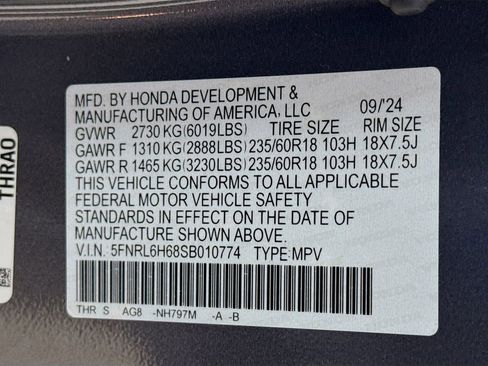 MFD. BY HONDA DEVELOPMENT &
MANUFACTURING OF AMERICA, LLC 09/'24
GVWR 2730 KG(6019LBS) TIRE SIZE RIM SIZE
GAWR F 1310 KG(2888LBS) 235/60R18 103H 18X7.5J
GAWR R 1465 KG(3230LBS) 235/60R18 103H 18X7.5J
THIS VEHICLE CONFORMS TO ALL APPLICABLE
FEDERAL MOTOR VEHICLE SAFETY
STANDARDS IN EFFECT ON THE DATE OF
MANUFACTURE SHOWN ABOVE.
V.I.N. 5FNRL6H68SB010774 TYPE:MPV
THR S AG8 -NH797M -A -B
THRA0